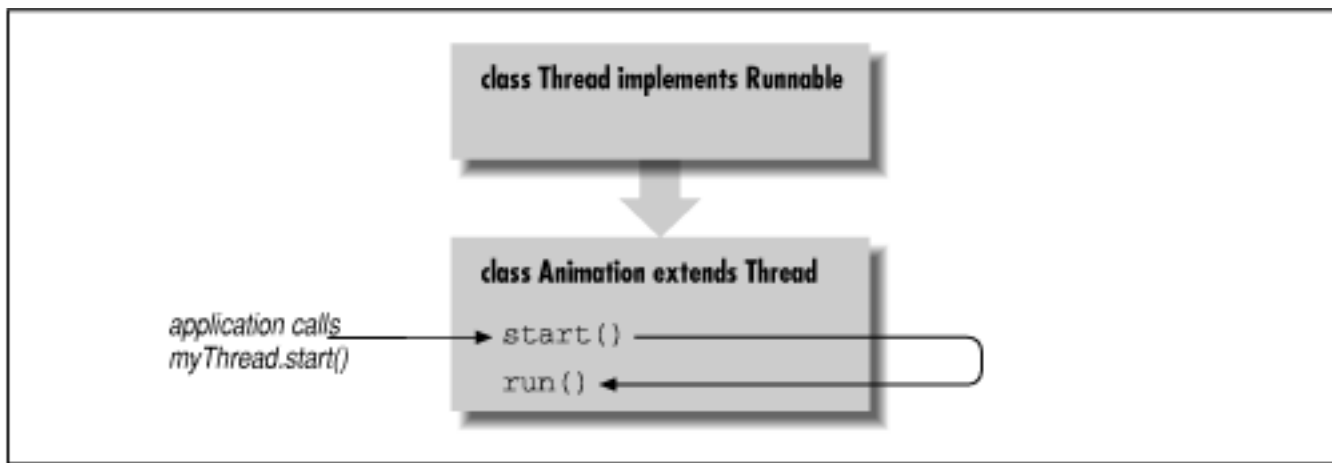 class Thread implements Runnable
class Animation extends Thread
application calls
myThread.start()
start()
run()